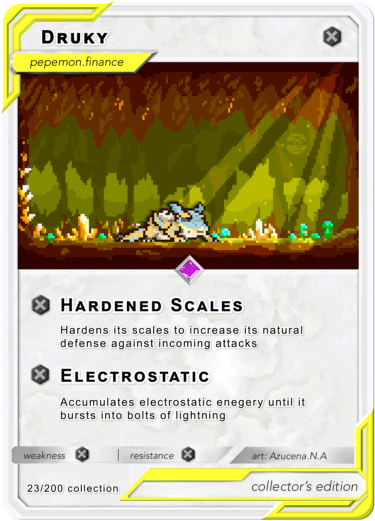 DRUKY
pepemon.finance
HARDENED SCALES
Hardens its scales to increase its natural
defense against incoming attacks
ELECTROSTATIC
Accumulates electrostatic enegery until it
bursts into bolts of lightning
weakness
resistance
art: Azucena.N.A
23/200 collection
collector's edition